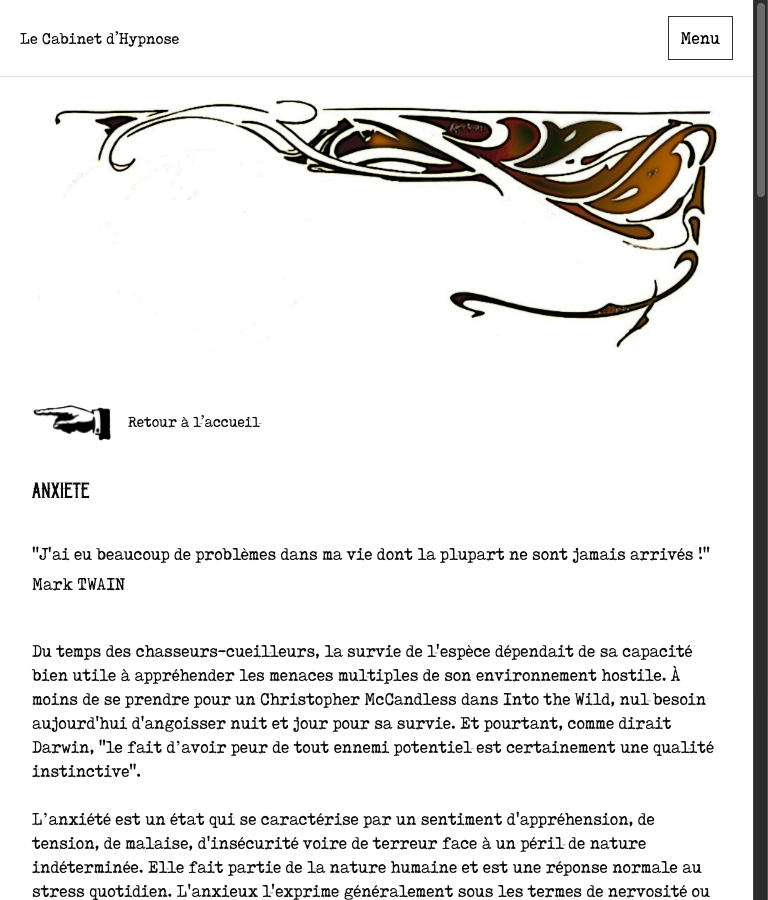 Le Cabinet d’Hypnose
Menu
Retour à l’accueil
ANXIETE
"J'ai eu beaucoup de problèmes dans ma vie dont la plupart ne sont jamais arrivés !"
Mark TWAIN
Du temps des chasseurs-cueilleurs, la survie de l'espèce dépendait de sa capacité
bien utile à appréhender les menaces multiples de son environnement hostile. À
moins de se prendre pour un Christopher McCandless dans Into the Wild, nul besoin
aujourd'hui d'angoisser nuit et jour pour sa survie. Et pourtant, comme dirait
Darwin, "le fait d’avoir peur de tout ennemi potentiel est certainement une qualité
instinctive".
L’anxiété est un état qui se caractérise par un sentiment d'appréhension, de
tension, de malaise, d'insécurité voire de terreur face à un péril de nature
indéterminée. Elle fait partie de la nature humaine et est une réponse normale au
stress quotidien. L'anxieux l'exprime généralement sous les termes de nervosité ou